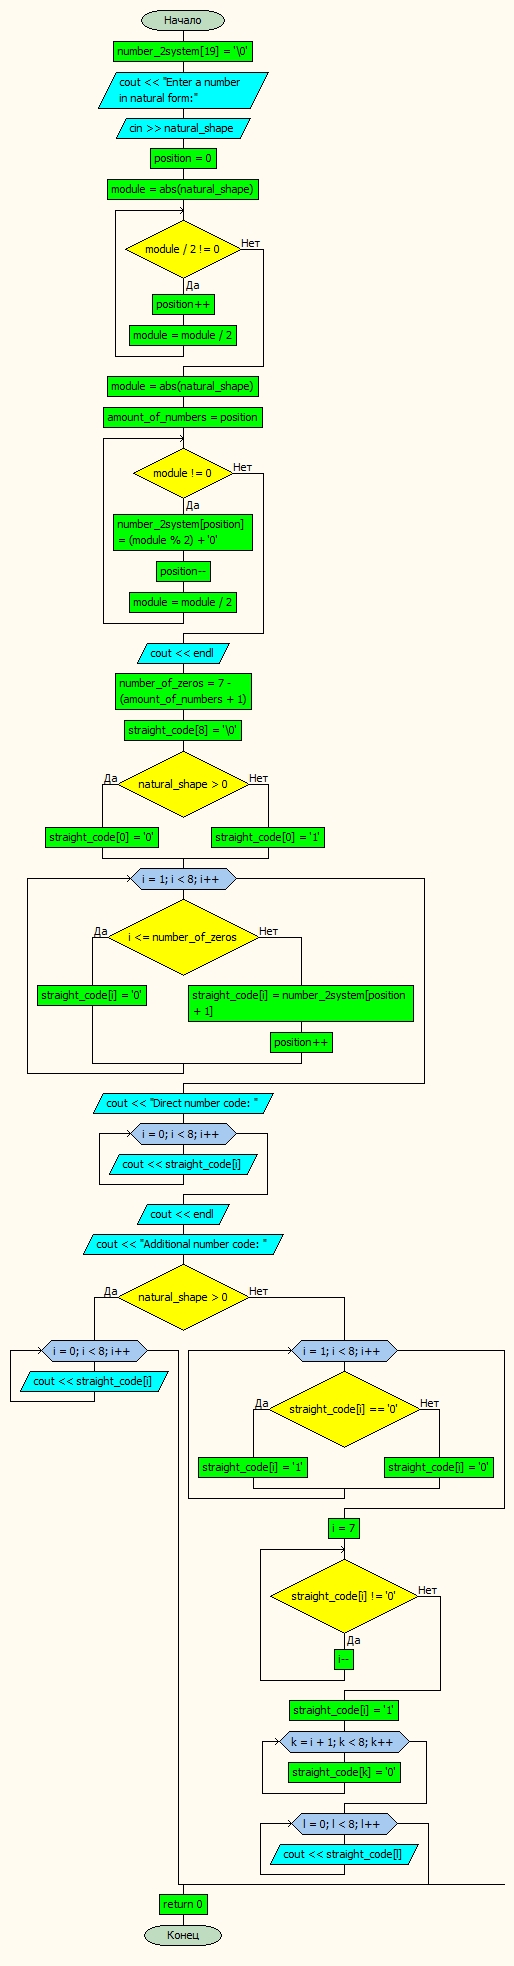 Начало
number_2system[19] = '\0'
cout << "Enter a number
in natural form:"
cin >> natural_shape
position = 0
module = abs(natural_shape)
module / 2 != 0
Нет
Да
position++
module = module / 2
module = abs(natural_shape)
amount_of_numbers = position
module != 0
Нет
Да
number_2system[position]
= (module % 2) + '0'
position--
module = module / 2
cout << endl
number_of_zeros = 7 -
(amount_of_numbers + 1)
straight_code[8] = '\0'
natural_shape > 0
Да
Нет
straight_code[0] = '0'
straight_code[0] = '1'
i = 1; i < 8; i++
i <= number_of_zeros
Да
Нет
straight_code[i] = '0'
straight_code[i] = number_2system[position
+ 1]
position++
cout << "Direct number code: "
i = 0; i < 8; i++
cout << straight_code[i]
cout << endl
cout << "Additional number code: "
natural_shape > 0
Да
Нет
i = 0; i < 8; i++
cout << straight_code[i]
i = 1; i < 8; i++
straight_code[i] == '0'
Да
Нет
straight_code[i] = '1'
straight_code[i] = '0'
i = 7
straight_code[i] != '0'
Нет
Да
i--
straight_code[i] = '1'
k = i + 1; k < 8; k++
straight_code[k] = '0'
l = 0; l < 8; l++
cout << straight_code[l]
return 0
Конец